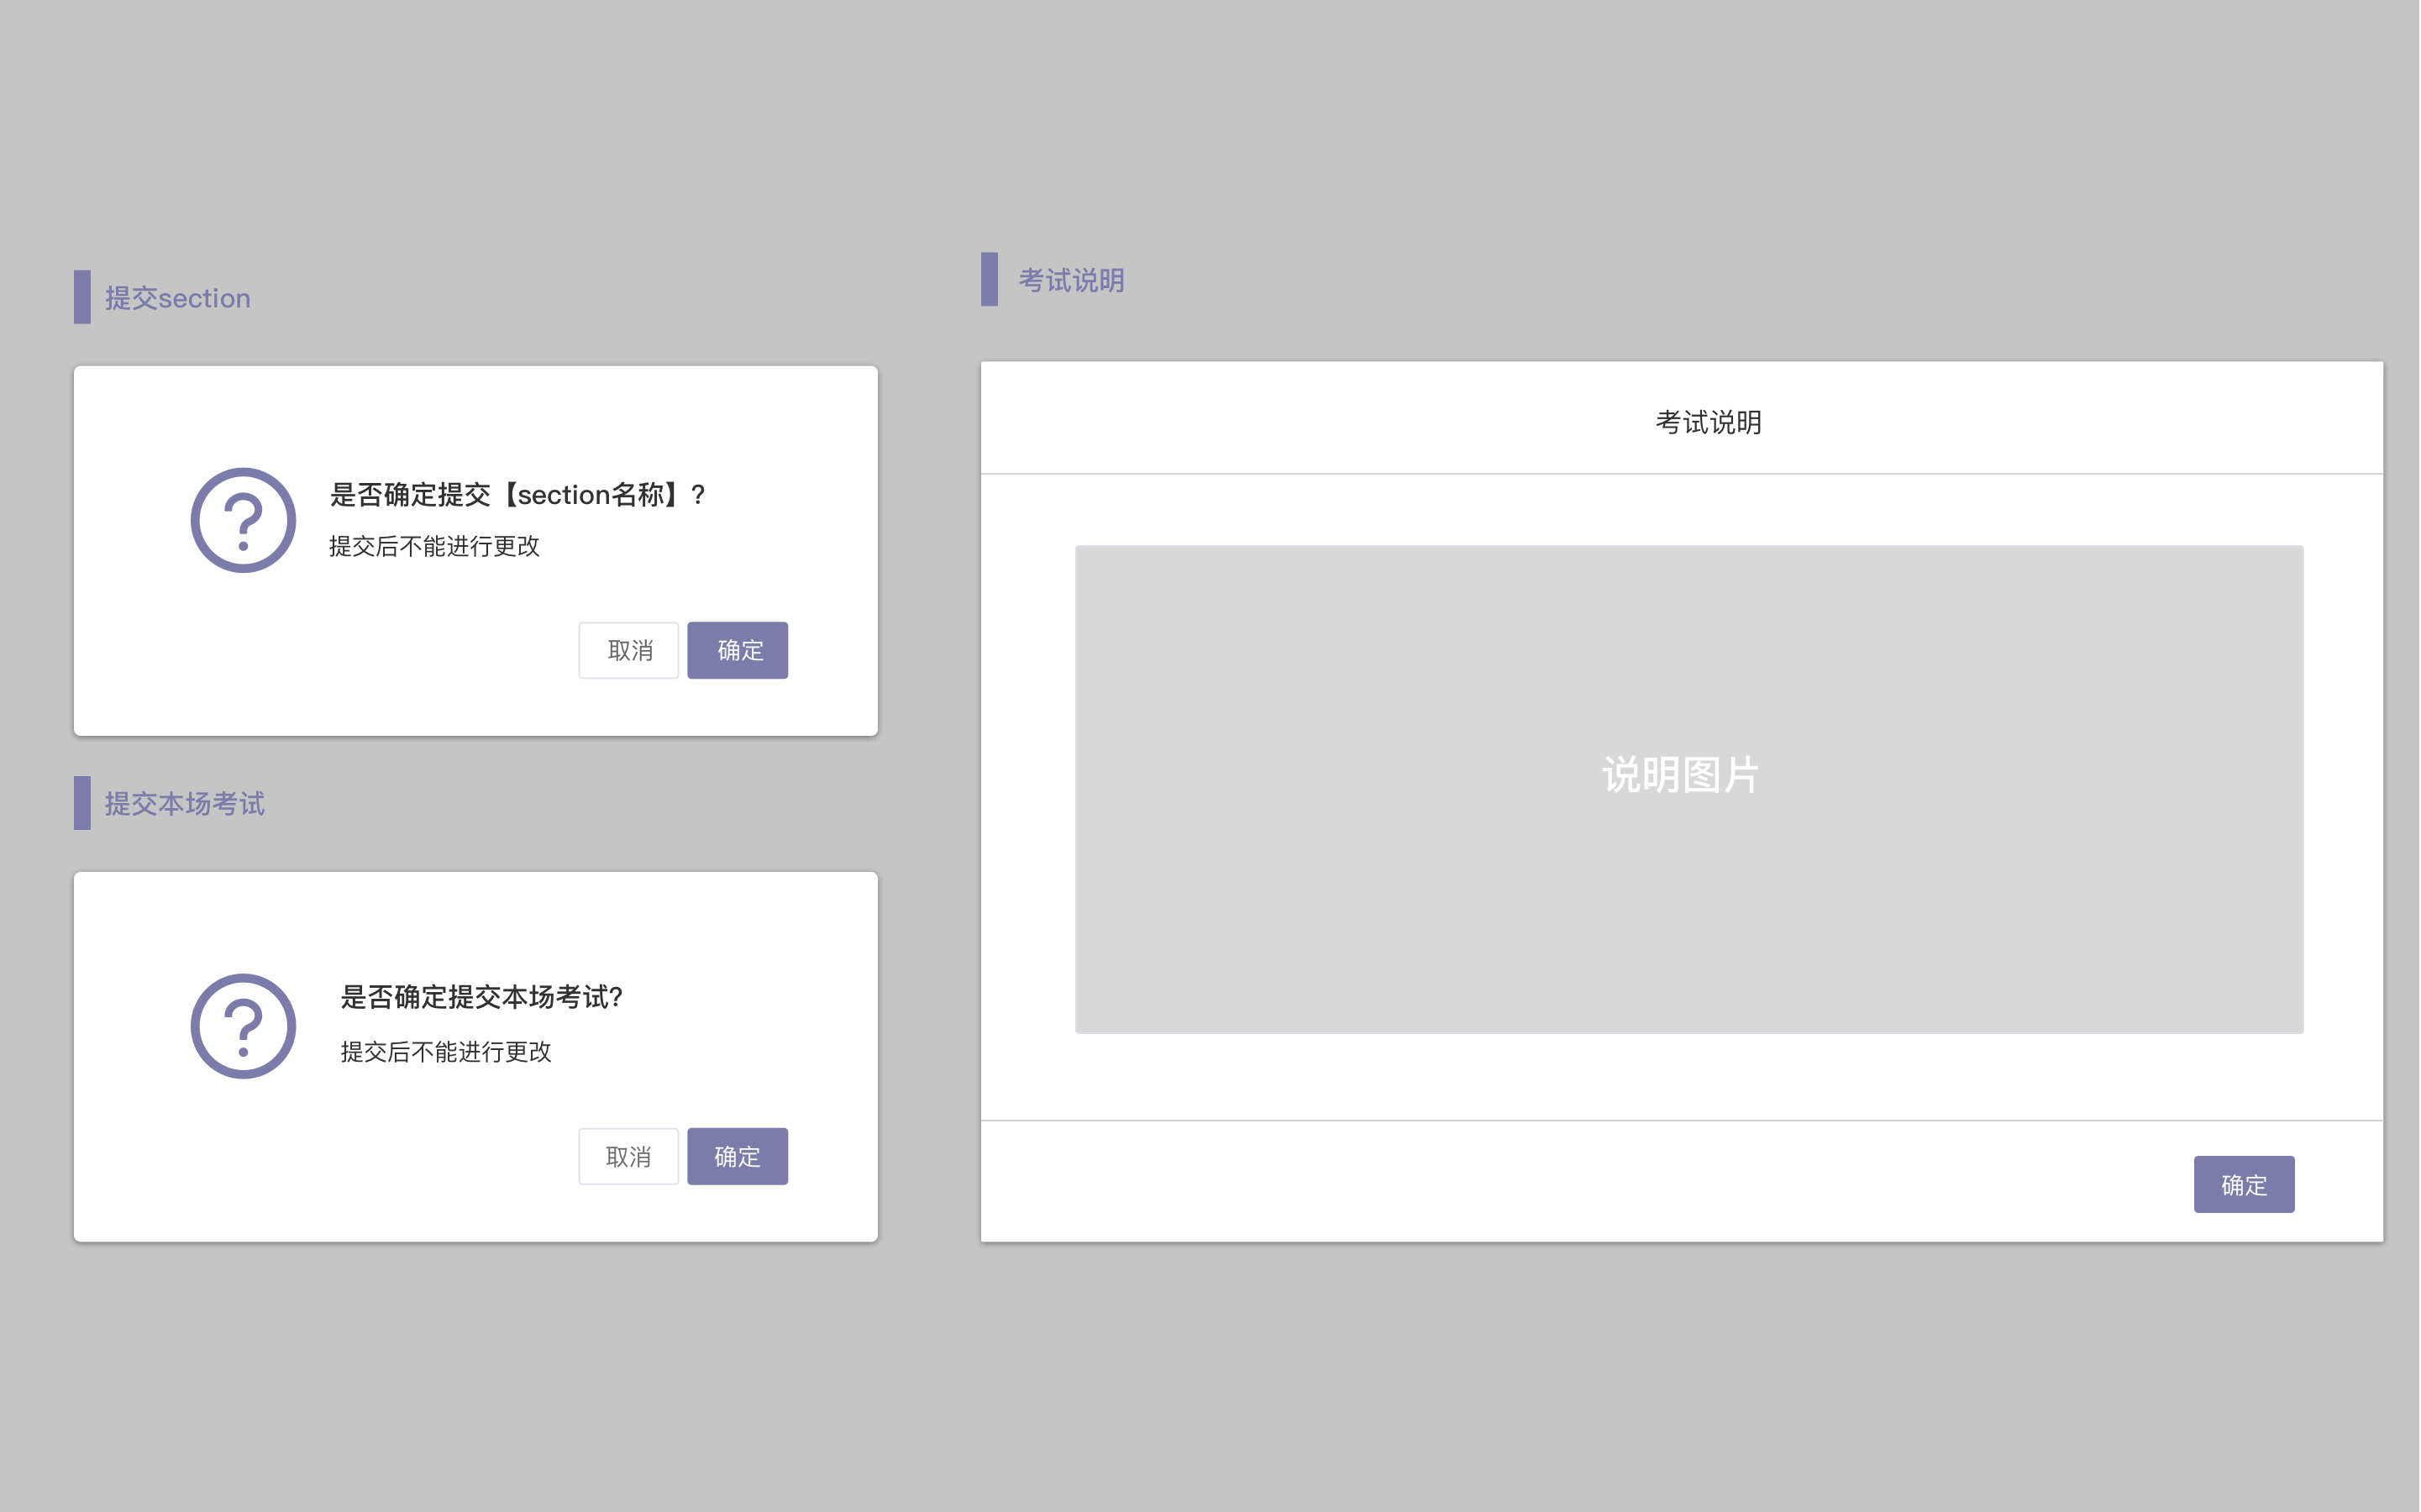 提交section
是否确定提交【section名称】?
提交后不能进行更改
取消
确定
提交本场考试
是否确定提交本场考试?
提交后不能进行更改
取消
确定
考试说明
考试说明
说明图片
确定